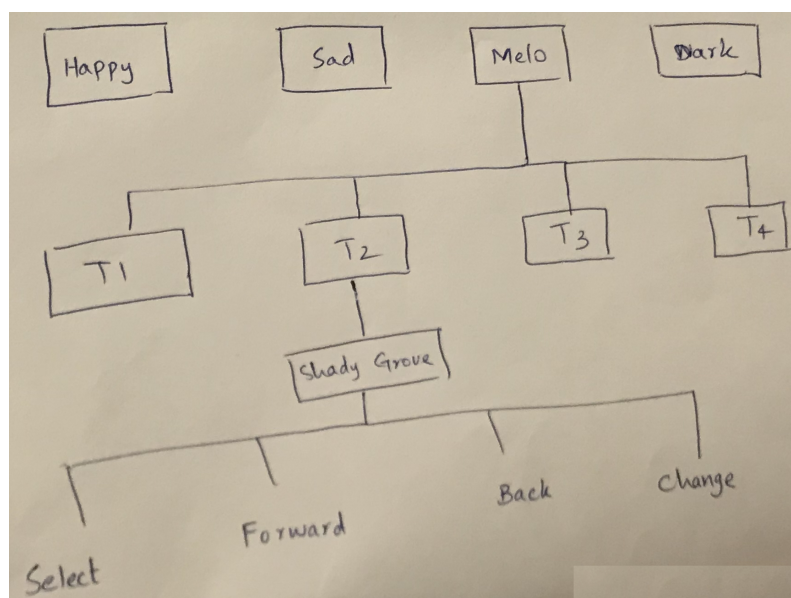 Happy
Sad
Melo
Dark
T1
T2
T3
T4
Shady Grove
Select
Forward
Back
Change